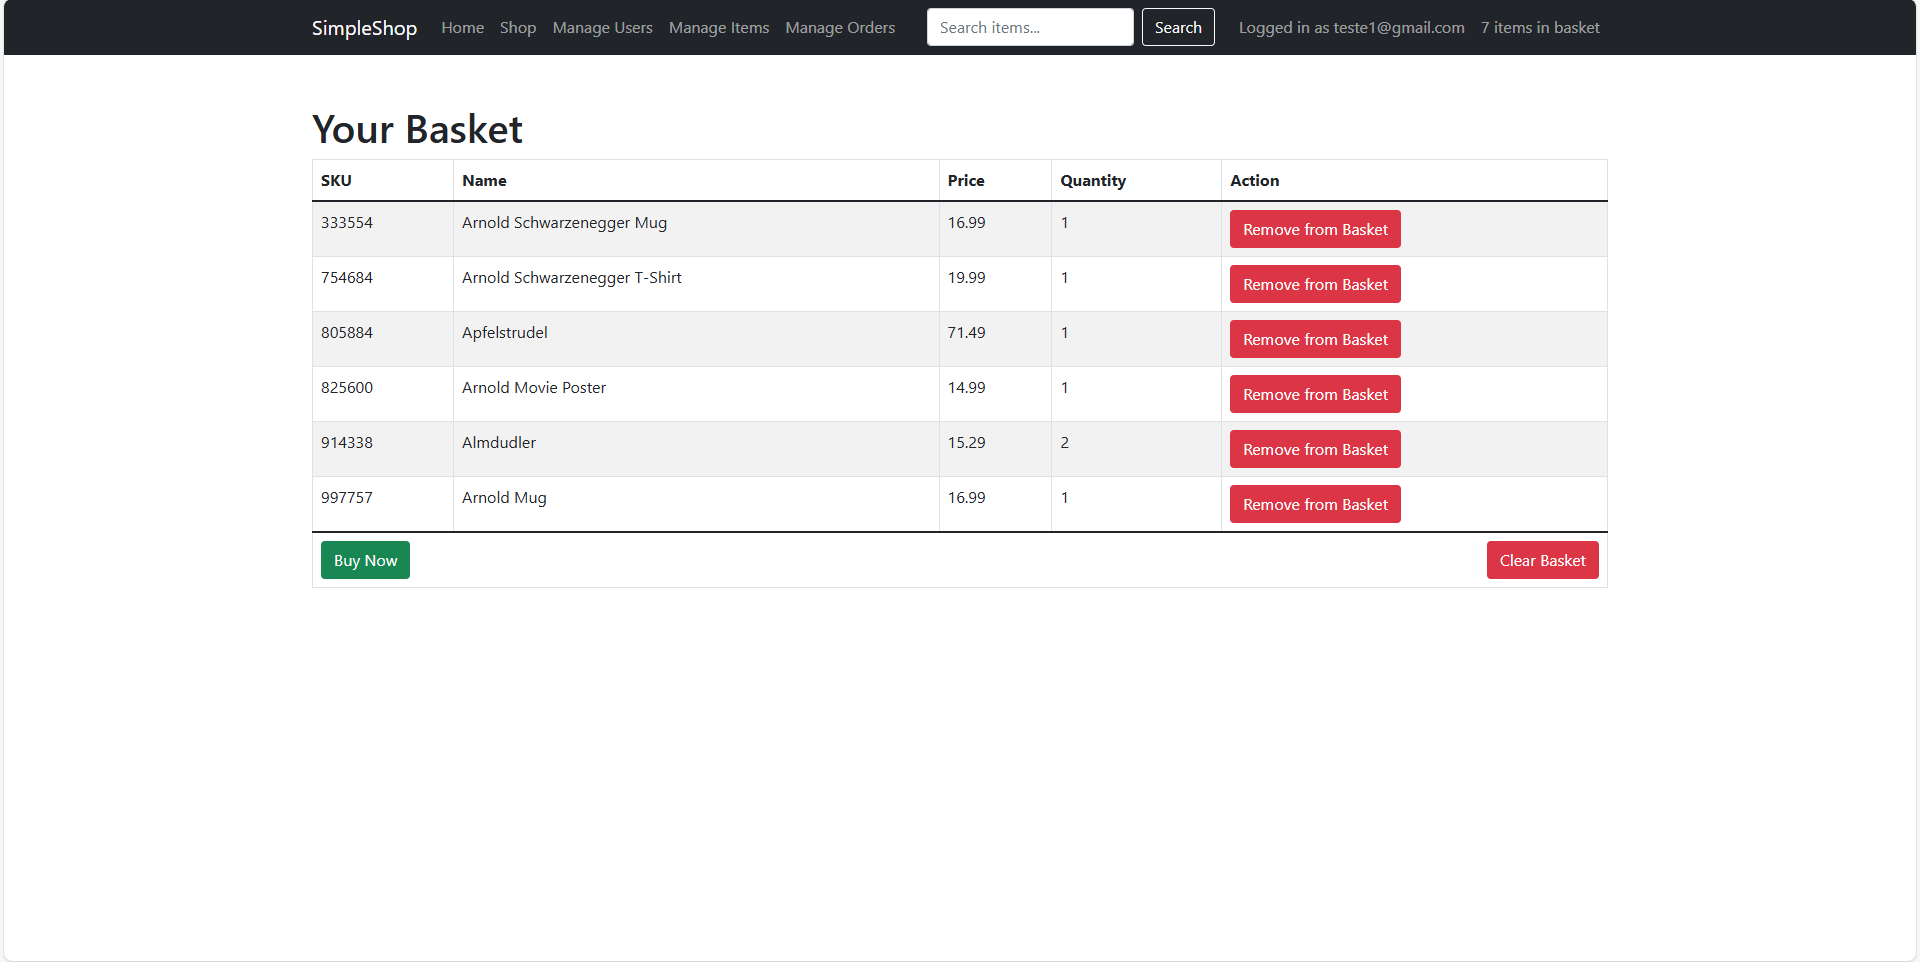 SimpleShop Home Shop Manage Users Manage Items Manage Orders Search items... Search Logged in as teste1@gmail.com 7 items in basket
Your Basket
SKU Name Price Quantity Action
333554 Arnold Schwarzenegger Mug 16.99 1 Remove from Basket
754684 Arnold Schwarzenegger T-Shirt 19.99 1 Remove from Basket
805884 Apfelstrudel 71.49 1 Remove from Basket
825600 Arnold Movie Poster 14.99 1 Remove from Basket
914338 Almdudler 15.29 2 Remove from Basket
997757 Arnold Mug 16.99 1 Remove from Basket
Buy Now Clear Basket